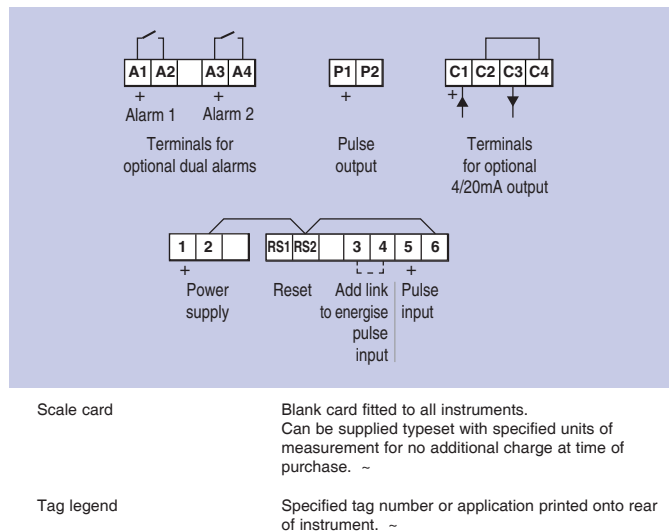 A1 A2 A3 A4
+ +
Alarm 1 Alarm 2
Terminals for
optional dual alarms
P1 P2
+
Pulse
output
C1 C2 C3 C4
+
Terminals
for optional
4/20mA output
1 2
+
Power
supply
RS1 RS2 3 4 5 6
+
Reset
Add link
to energise
pulse
input
Pulse
input
Scale card
Blank card fitted to all instruments.
Can be supplied typeset with specified units of
measurement for no additional charge at time of
purchase. ~
Tag legend
Specified tag number or application printed onto rear
of instrument. ~